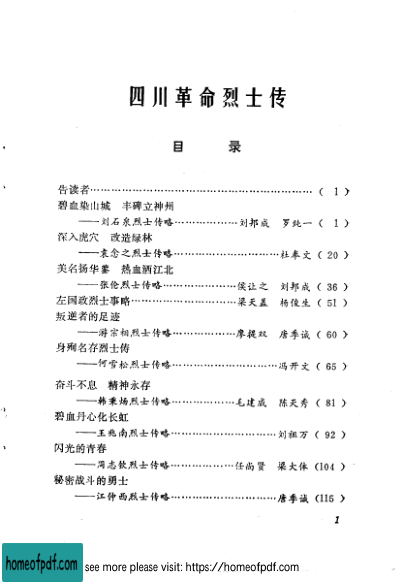 四川革命烈士传
目 录
告读者……………………………………………………( 1 )
碧血染山城 丰碑立神州
——刘石泉烈士传略………………刘邦成 罗纯一( 1 )
深入虎穴 改造绿林
——袁念之烈士传略…………………………杜奉文( 20 )
美名扬华蓥 热血洒江北
——张伦烈士传略…………………侯让之 刘邦成( 36 )
左国政烈士事略………………………梁天盖 杨俊生( 51 )
叛逆者的足迹
——游宗相烈士传略………………廖提双 唐季诚( 60 )
身殉名存烈士俦
——何雪松烈士传略…………………………冯开文( 65 )
奋斗不息 精神永存
——韩秉炀烈士传略………………毛建威 陈天秀( 81 )
碧血丹心化长虹
——王兆南烈士传略…………………………刘祖万( 92 )
闪光的青春
——周志钦烈士传略………………任尚贤 梁大体(104 )
秘密战斗的勇士
——江仲西烈士传略…………………………唐季诚(115 )
1
homeofpdf.com
see more please visit: https://homeofpdf.com